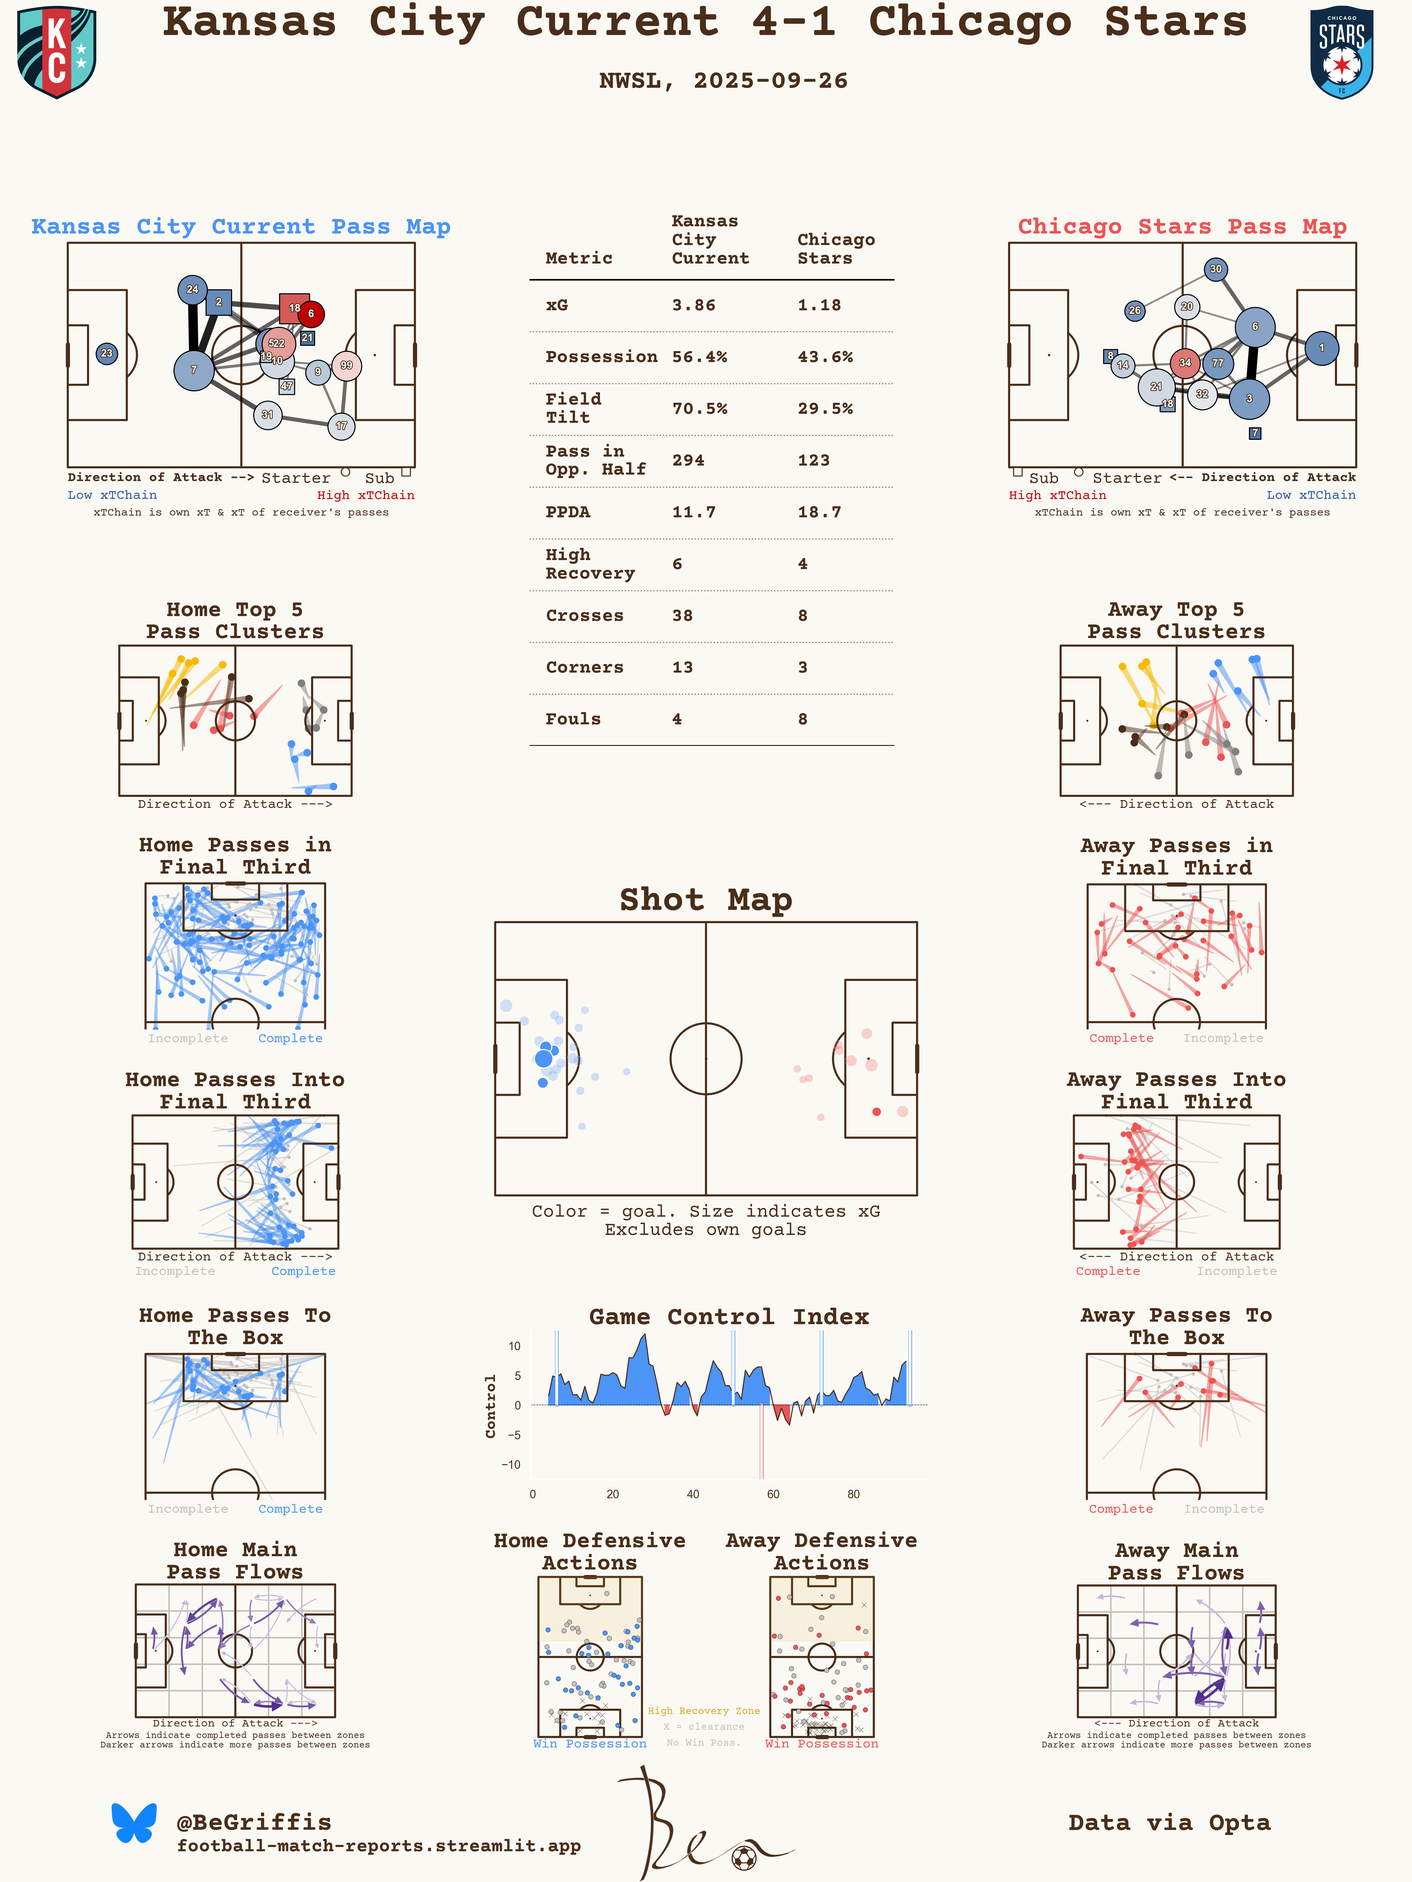 Kansas City Current 4-1 Chicago Stars
NWSL, 2025-09-26
KC
CHICAGO
STARS
FC
Kansas City Current Pass Map
24
2
18
6
23
5
22
21
19
10
7
9
99
47
31
17
Direction of Attack --> Starter Sub
Low xTChain High xTChain
xTChain is own xT & xT of receiver's passes
Metric Kansas City Current Chicago Stars
xG 3.86 1.18
Possession 56.4% 43.6%
Field Tilt 70.5% 29.5%
Pass in Opp. Half 294 123
PPDA 11.7 18.7
High Recovery 6 4
Crosses 38 8
Corners 13 3
Fouls 4 8
Chicago Stars Pass Map
30
26
20
6
1
8
14
34
77
21
18
32
3
7
Sub Starter <-- Direction of Attack
High xTChain Low xTChain
xTChain is own xT & xT of receiver's passes
Home Top 5
Pass Clusters
Direction of Attack --->
Away Top 5
Pass Clusters
<--- Direction of Attack
Home Passes in
Final Third
Incomplete Complete
Away Passes in
Final Third
Complete Incomplete
Shot Map
Color = goal. Size indicates xG
Excludes own goals
Home Passes Into
Final Third
Direction of Attack --->
Incomplete Complete
Away Passes Into
Final Third
<--- Direction of Attack
Complete Incomplete
Home Passes To
The Box
Incomplete Complete
Game Control Index
Control
10
5
0
−5
−10
0 20 40 60 80
Away Passes To
The Box
Complete Incomplete
Home Main
Pass Flows
Direction of Attack --->
Arrows indicate completed passes between zones
Darker arrows indicate more passes between zones
Home Defensive
Actions
Win Possession
Away Defensive
Actions
Win Possession
High Recovery Zone
X = clearance
No Win Poss.
Away Main
Pass Flows
<--- Direction of Attack
Arrows indicate completed passes between zones
Darker arrows indicate more passes between zones
@BeGriffis
football-match-reports.streamlit.app
Ben
Data via Opta